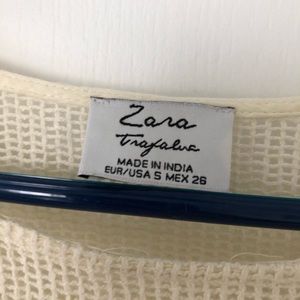 Zara
Trafaluc
MADE IN INDIA
EUR/USA S MEX 26